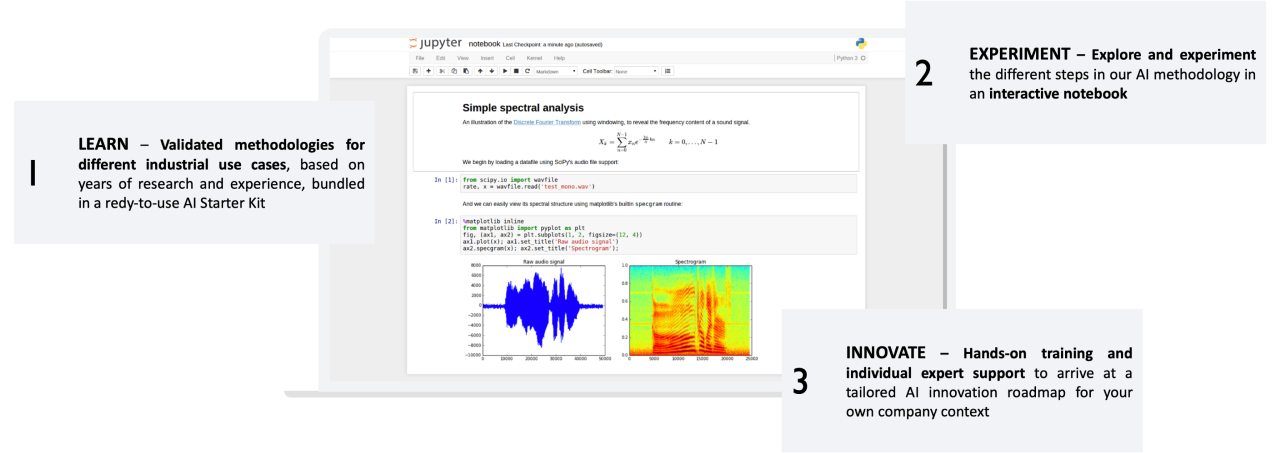 1
LEARN – Validated methodologies for
different industrial use cases, based on
years of research and experience, bundled
in a redy-to-use AI Starter Kit
2
EXPERIMENT – Explore and experiment
the different steps in our AI methodology in
an interactive notebook
3
INNOVATE – Hands-on training and
individual expert support to arrive at a
tailored AI innovation roadmap for your
own company context
jupyter notebook Last Checkpoint: a minute ago (autosaved)
File Edit View Insert Cell Kernel Help Python 3
Markdown Cell Toolbar: None
Simple spectral analysis
An illustration of the Discrete Fourier Transform using windowing, to reveal the frequency content of a sound signal.
X_k = \sum_{n=0}^{N-1} x_n e^{-\frac{2\pi i}{N} kn} k = 0, . . . , N − 1
We begin by loading a datafile using SciPy's audio file support:
In [1]: from scipy.io import wavfile
rate, x = wavfile.read('test_mono.wav')
And we can easily view its spectral structure using matplotlib's builtin specgram routine:
In [2]: %matplotlib inline
from matplotlib import pyplot as plt
fig, (ax1, ax2) = plt.subplots(1, 2, figsize=(12, 4))
ax1.plot(x); ax1.set_title('Raw audio signal')
ax2.specgram(x); ax2.set_title('Spectrogram');
Raw audio signal
8000
6000
4000
2000
0
−2000
−4000
−6000
−8000
−10000
0 10000 20000 30000 40000 50000
Spectrogram
1.0
0.8
0.6
0.4
0.2
0.0
0 5000 10000 15000 20000 25000